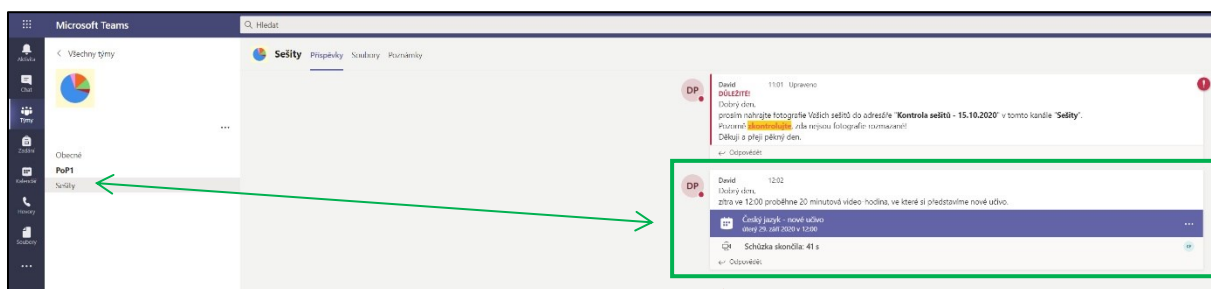 Microsoft Teams
Hledat
Aktivita
Chat
Týmy
Zadání
Kalendář
Hovory
Soubory
Všechny týmy
Obecné
PoP1
Sešity
Sešity Příspěvky Soubory Poznámky
DP
David 11:01 Upraveno
DŮLEŽITÉ!
Dobrý den,
prosím nahrajte fotografie Vašich sešitů do adresáře "Kontrola sešitů - 15.10.2020" v tomto kanále "Sešity".
Pozorně zkontrolujte, zda nejsou fotografie rozmazané!
Děkuji a přeji pěkný den.
Odpovědět
DP
David 12:02
Dobrý den,
zítra ve 12:00 proběhne 20 minutová video-hodina, ve které si představíme nové učivo.
Český jazyk - nové učivo
úterý 29. září 2020 v 12:00
Schůzka skončila: 41 s
Odpovědět